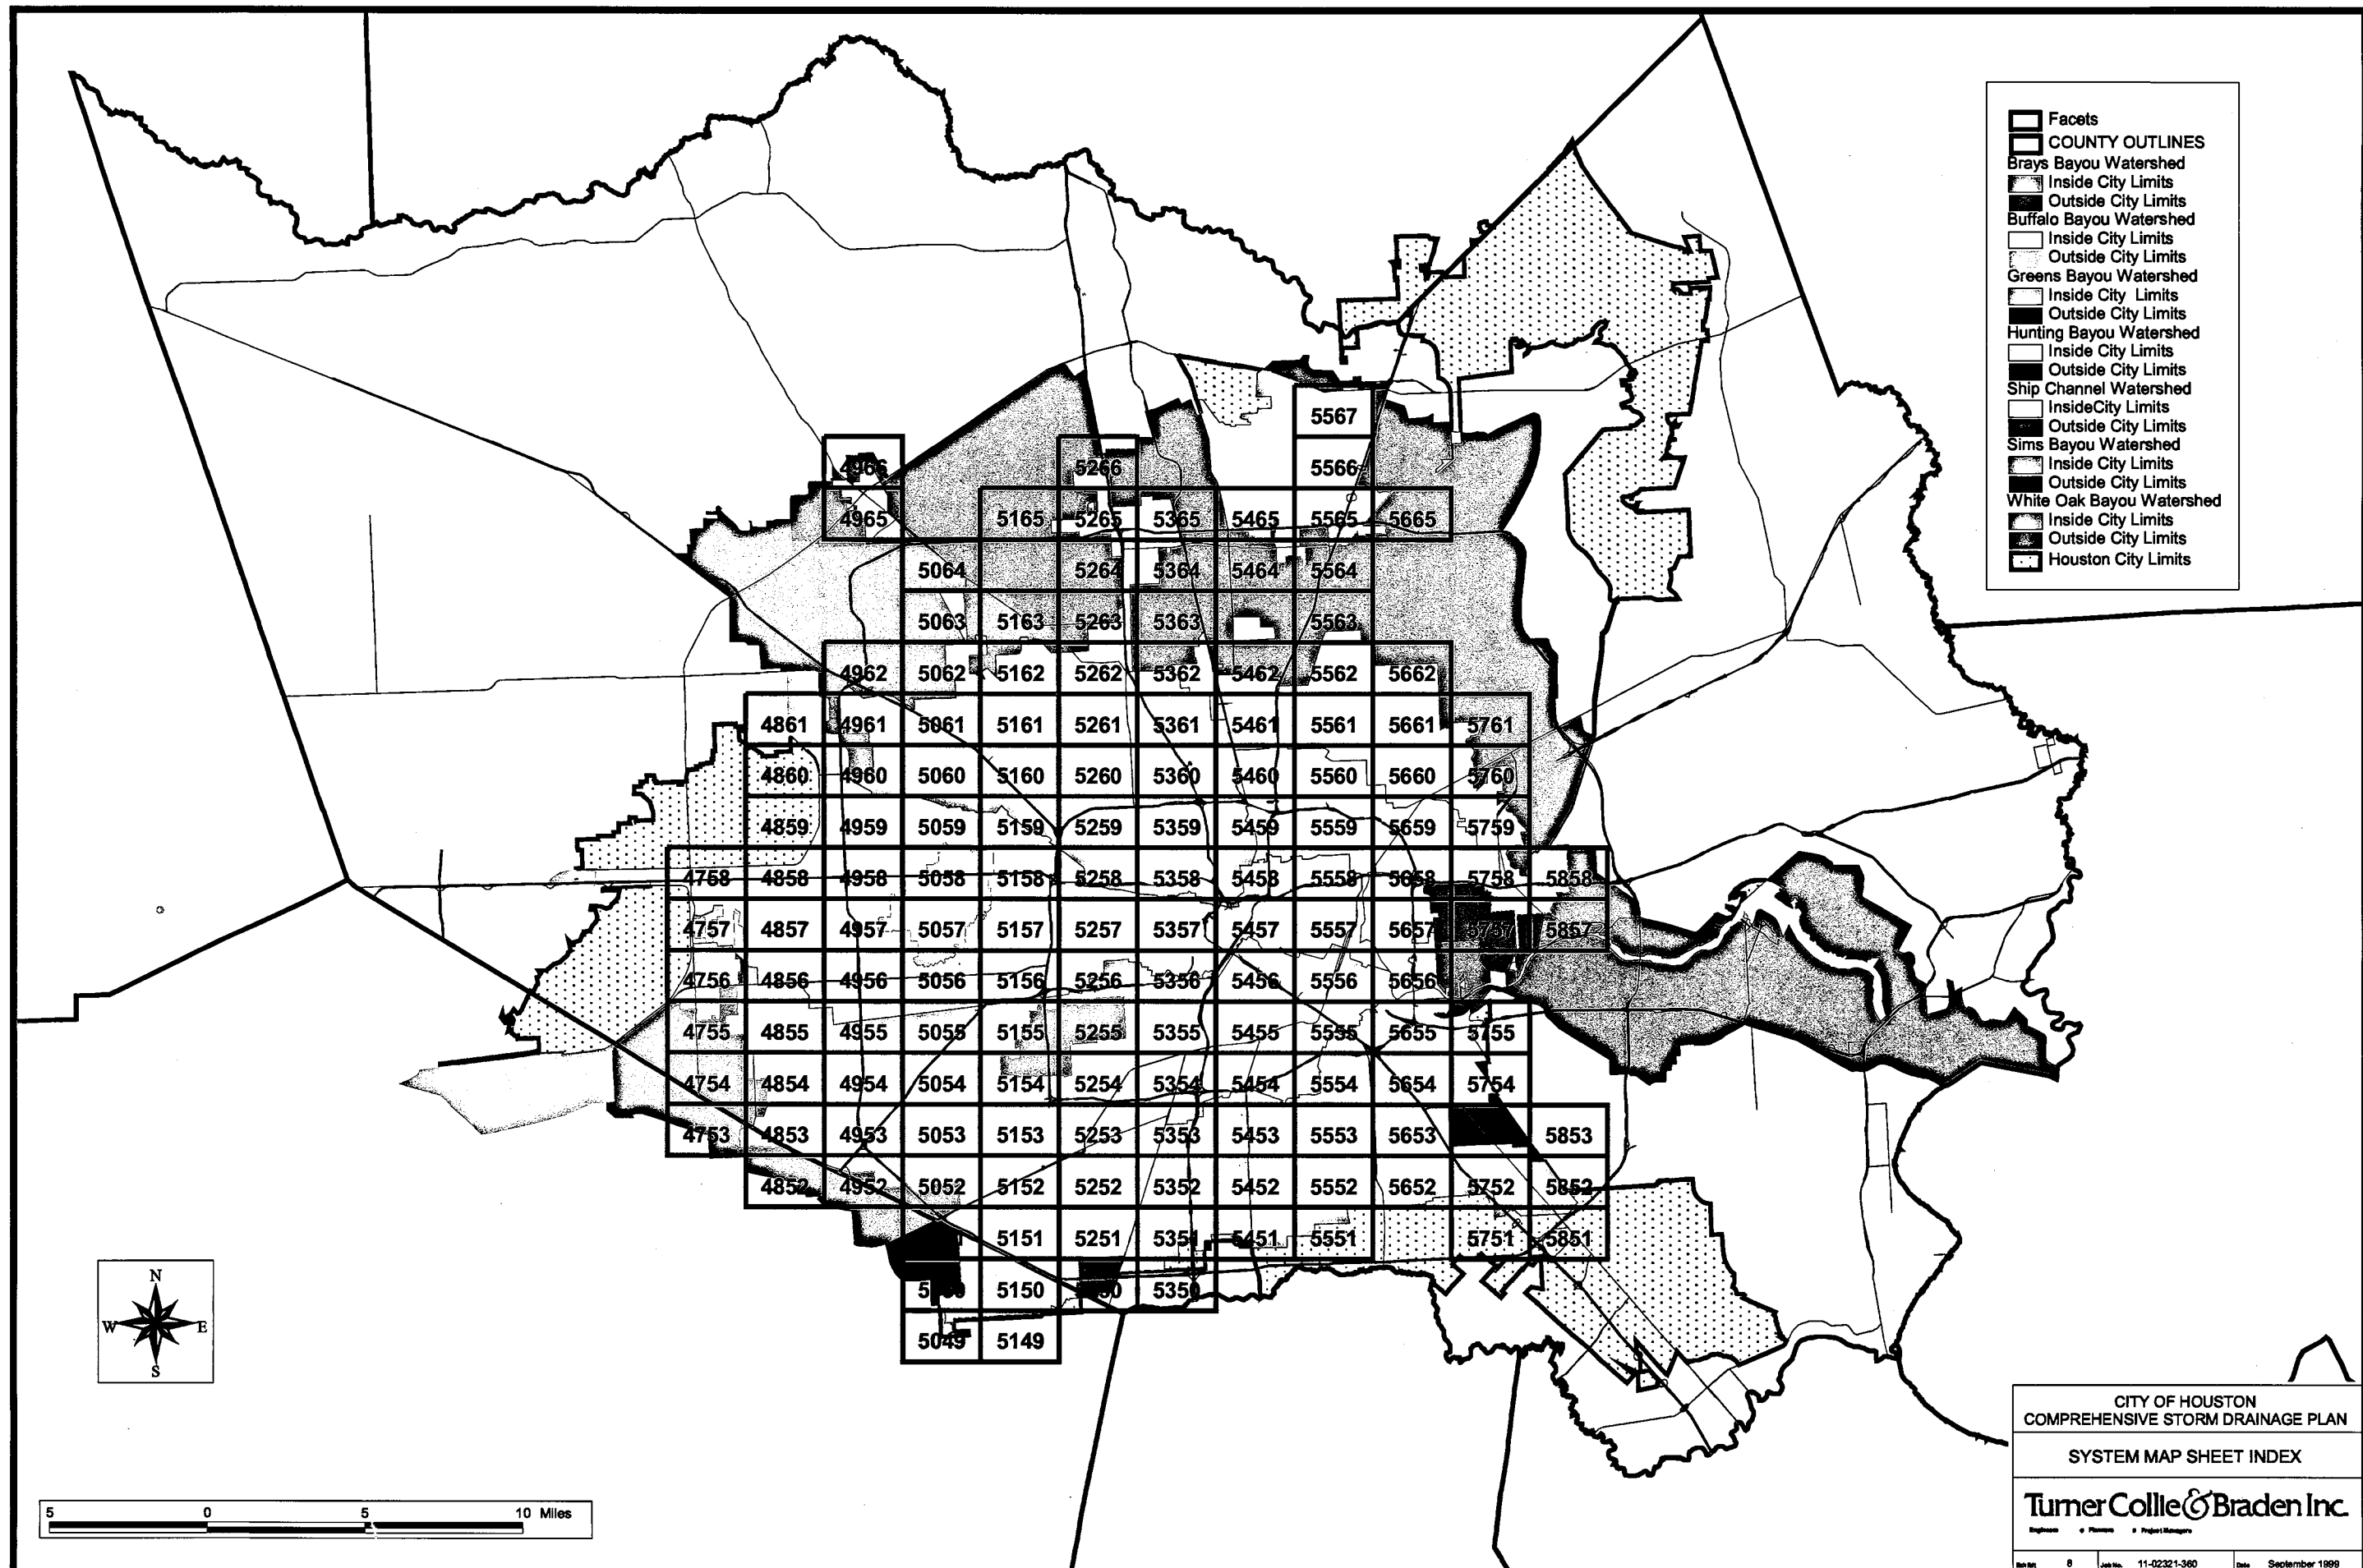 Facets
COUNTY OUTLINES
Brays Bayou Watershed
Inside City Limits
Outside City Limits
Buffalo Bayou Watershed
Inside City Limits
Outside City Limits
Greens Bayou Watershed
Inside City Limits
Outside City Limits
Hunting Bayou Watershed
Inside City Limits
Outside City Limits
Ship Channel Watershed
InsideCity Limits
Outside City Limits
Sims Bayou Watershed
Inside City Limits
Outside City Limits
White Oak Bayou Watershed
Inside City Limits
Outside City Limits
Houston City Limits
5567
4966 5266 5566
4965 5165 5265 5365 5465 5565 5665
5064 5264 5364 5464 5564
5063 5163 5263 5363 5563
4962 5062 5162 5262 5362 5462 5562 5662
4861 4961 5061 5161 5261 5361 5461 5561 5661 5761
4860 4960 5060 5160 5260 5360 5460 5560 5660 5760
4859 4959 5059 5159 5259 5359 5459 5559 5659 5759
4758 4858 4958 5058 5158 5258 5358 5458 5558 5658 5758 5858
4757 4857 4957 5057 5157 5257 5357 5457 5557 5657 5757 5857
4756 4856 4956 5056 5156 5256 5356 5456 5556 5656
4755 4855 4955 5055 5155 5255 5355 5455 5555 5655 5755
4754 4854 4954 5054 5154 5254 5354 5454 5554 5654 5754
4753 4853 4953 5053 5153 5253 5353 5453 5553 5653 5853
4852 4952 5052 5152 5252 5352 5452 5552 5652 5752 5852
5151 5251 5351 5451 5551 5751 5851
5150 5350
5049 5149
N
W E
S
5 0 5 10 Miles
CITY OF HOUSTON
COMPREHENSIVE STORM DRAINAGE PLAN
SYSTEM MAP SHEET INDEX
Turner Collie & Braden Inc.
Engineers Planners Project Managers
8 Job No. 11-02321-360 Date September 1999